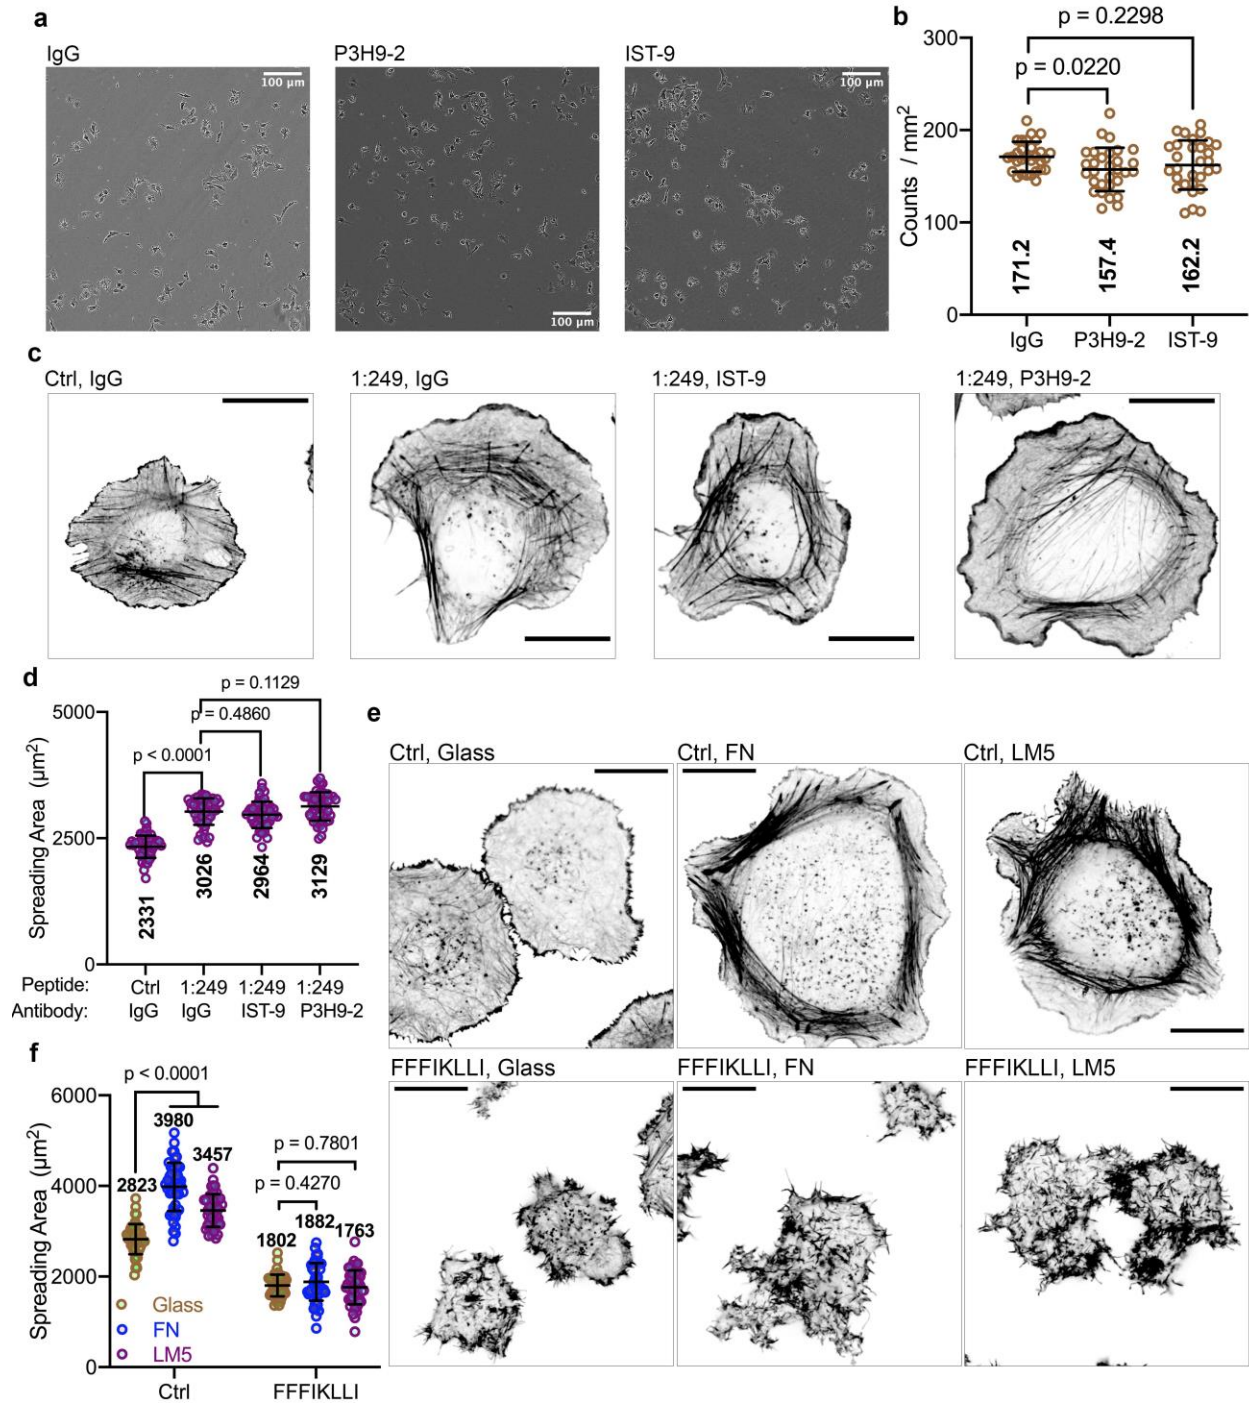 a
IgG
P3H9-2
IST-9
100 µm
100 µm
100 µm
b
p = 0.2298
p = 0.0220
300
200
100
0
Counts / mm²
171.2
157.4
162.2
IgG
P3H9-2
IST-9
c
Ctrl, IgG
1:249, IgG
1:249, IST-9
1:249, P3H9-2
d
p = 0.1129
p = 0.4860
p < 0.0001
5000
2500
0
Spreading Area (µm²)
2331
3026
2964
3129
Peptide: Ctrl 1:249 1:249 1:249
Antibody: IgG IgG IST-9 P3H9-2
e
Ctrl, Glass
Ctrl, FN
Ctrl, LM5
FFFIKLLI, Glass
FFFIKLLI, FN
FFFIKLLI, LM5
f
p < 0.0001
6000
4000
2000
0
Spreading Area (µm²)
2823
3980
3457
p = 0.7801
p = 0.4270
1802
1882
1763
Glass
FN
LM5
Ctrl
FFFIKLLI